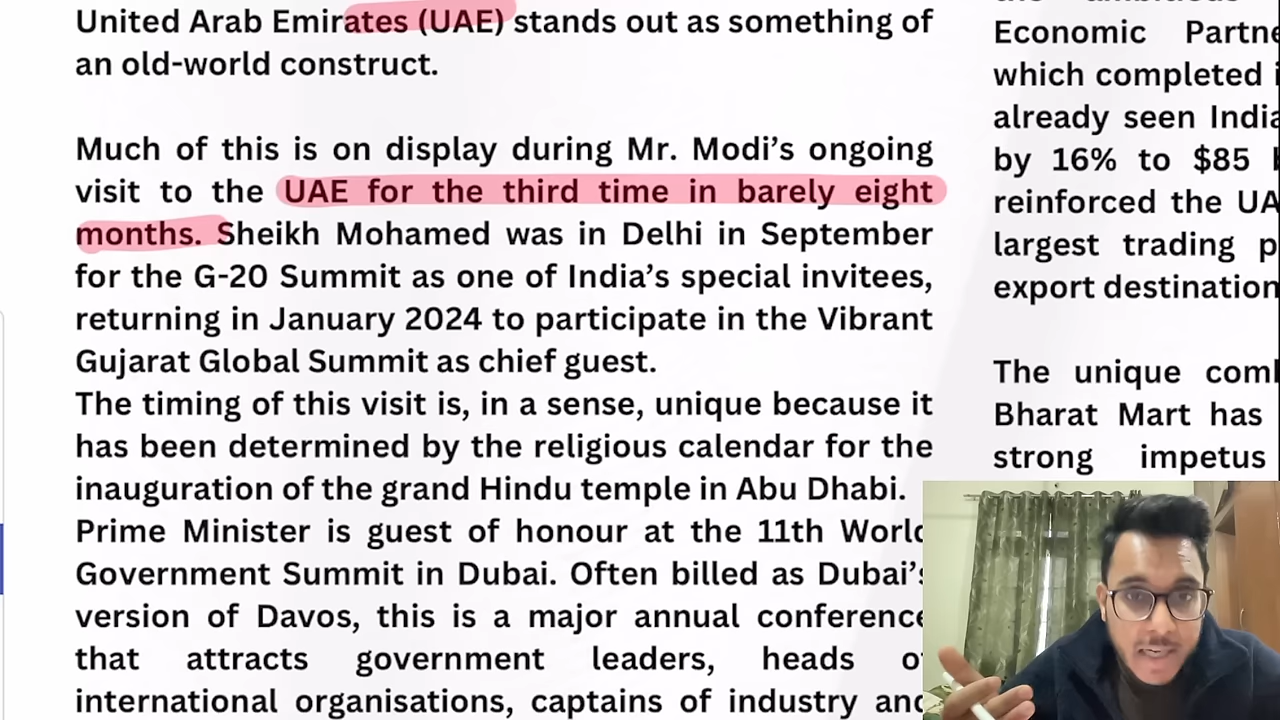 United Arab Emirates (UAE) stands out as something of
an old-world construct.
Much of this is on display during Mr. Modi's ongoing
visit to the UAE for the third time in barely eight
months. Sheikh Mohamed was in Delhi in September
for the G-20 Summit as one of India's special invitees,
returning in January 2024 to participate in the Vibrant
Gujarat Global Summit as chief guest.
The timing of this visit is, in a sense, unique because it
has been determined by the religious calendar for the
inauguration of the grand Hindu temple in Abu Dhabi.
Prime Minister is guest of honour at the 11th World
Government Summit in Dubai. Often billed as Dubai's
version of Davos, this is a major annual conference
that attracts government leaders, heads of
international organisations, captains of industry and
Economic
which completed
already seen
by 16% to $85
reinforced the
largest trading
export destination
The unique
Bharat Mart has
strong impetus